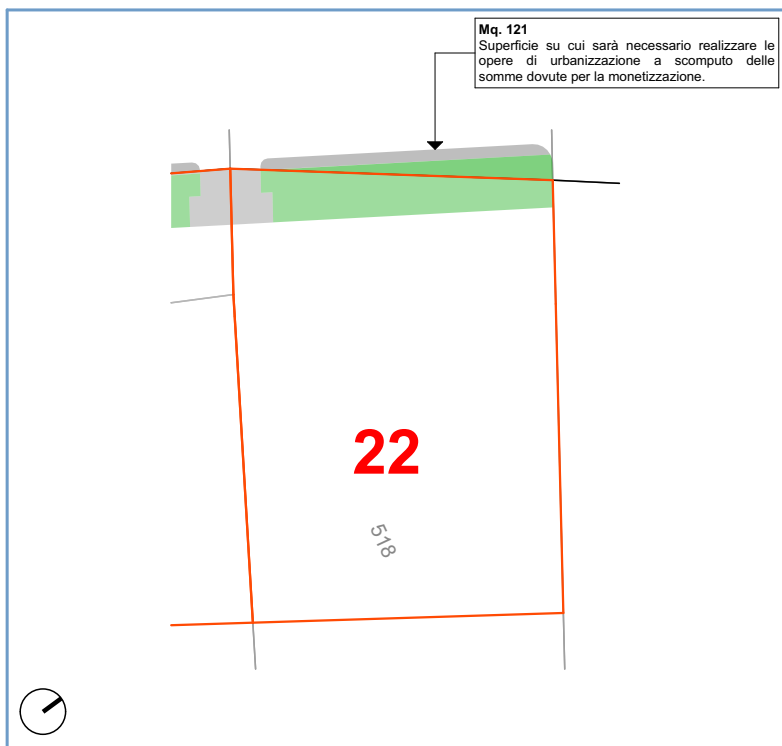 Mq. 121
Superficie su cui sarà necessario realizzare le
opere di urbanizzazione a scomputo delle
somme dovute per la monetizzazione.
22
518